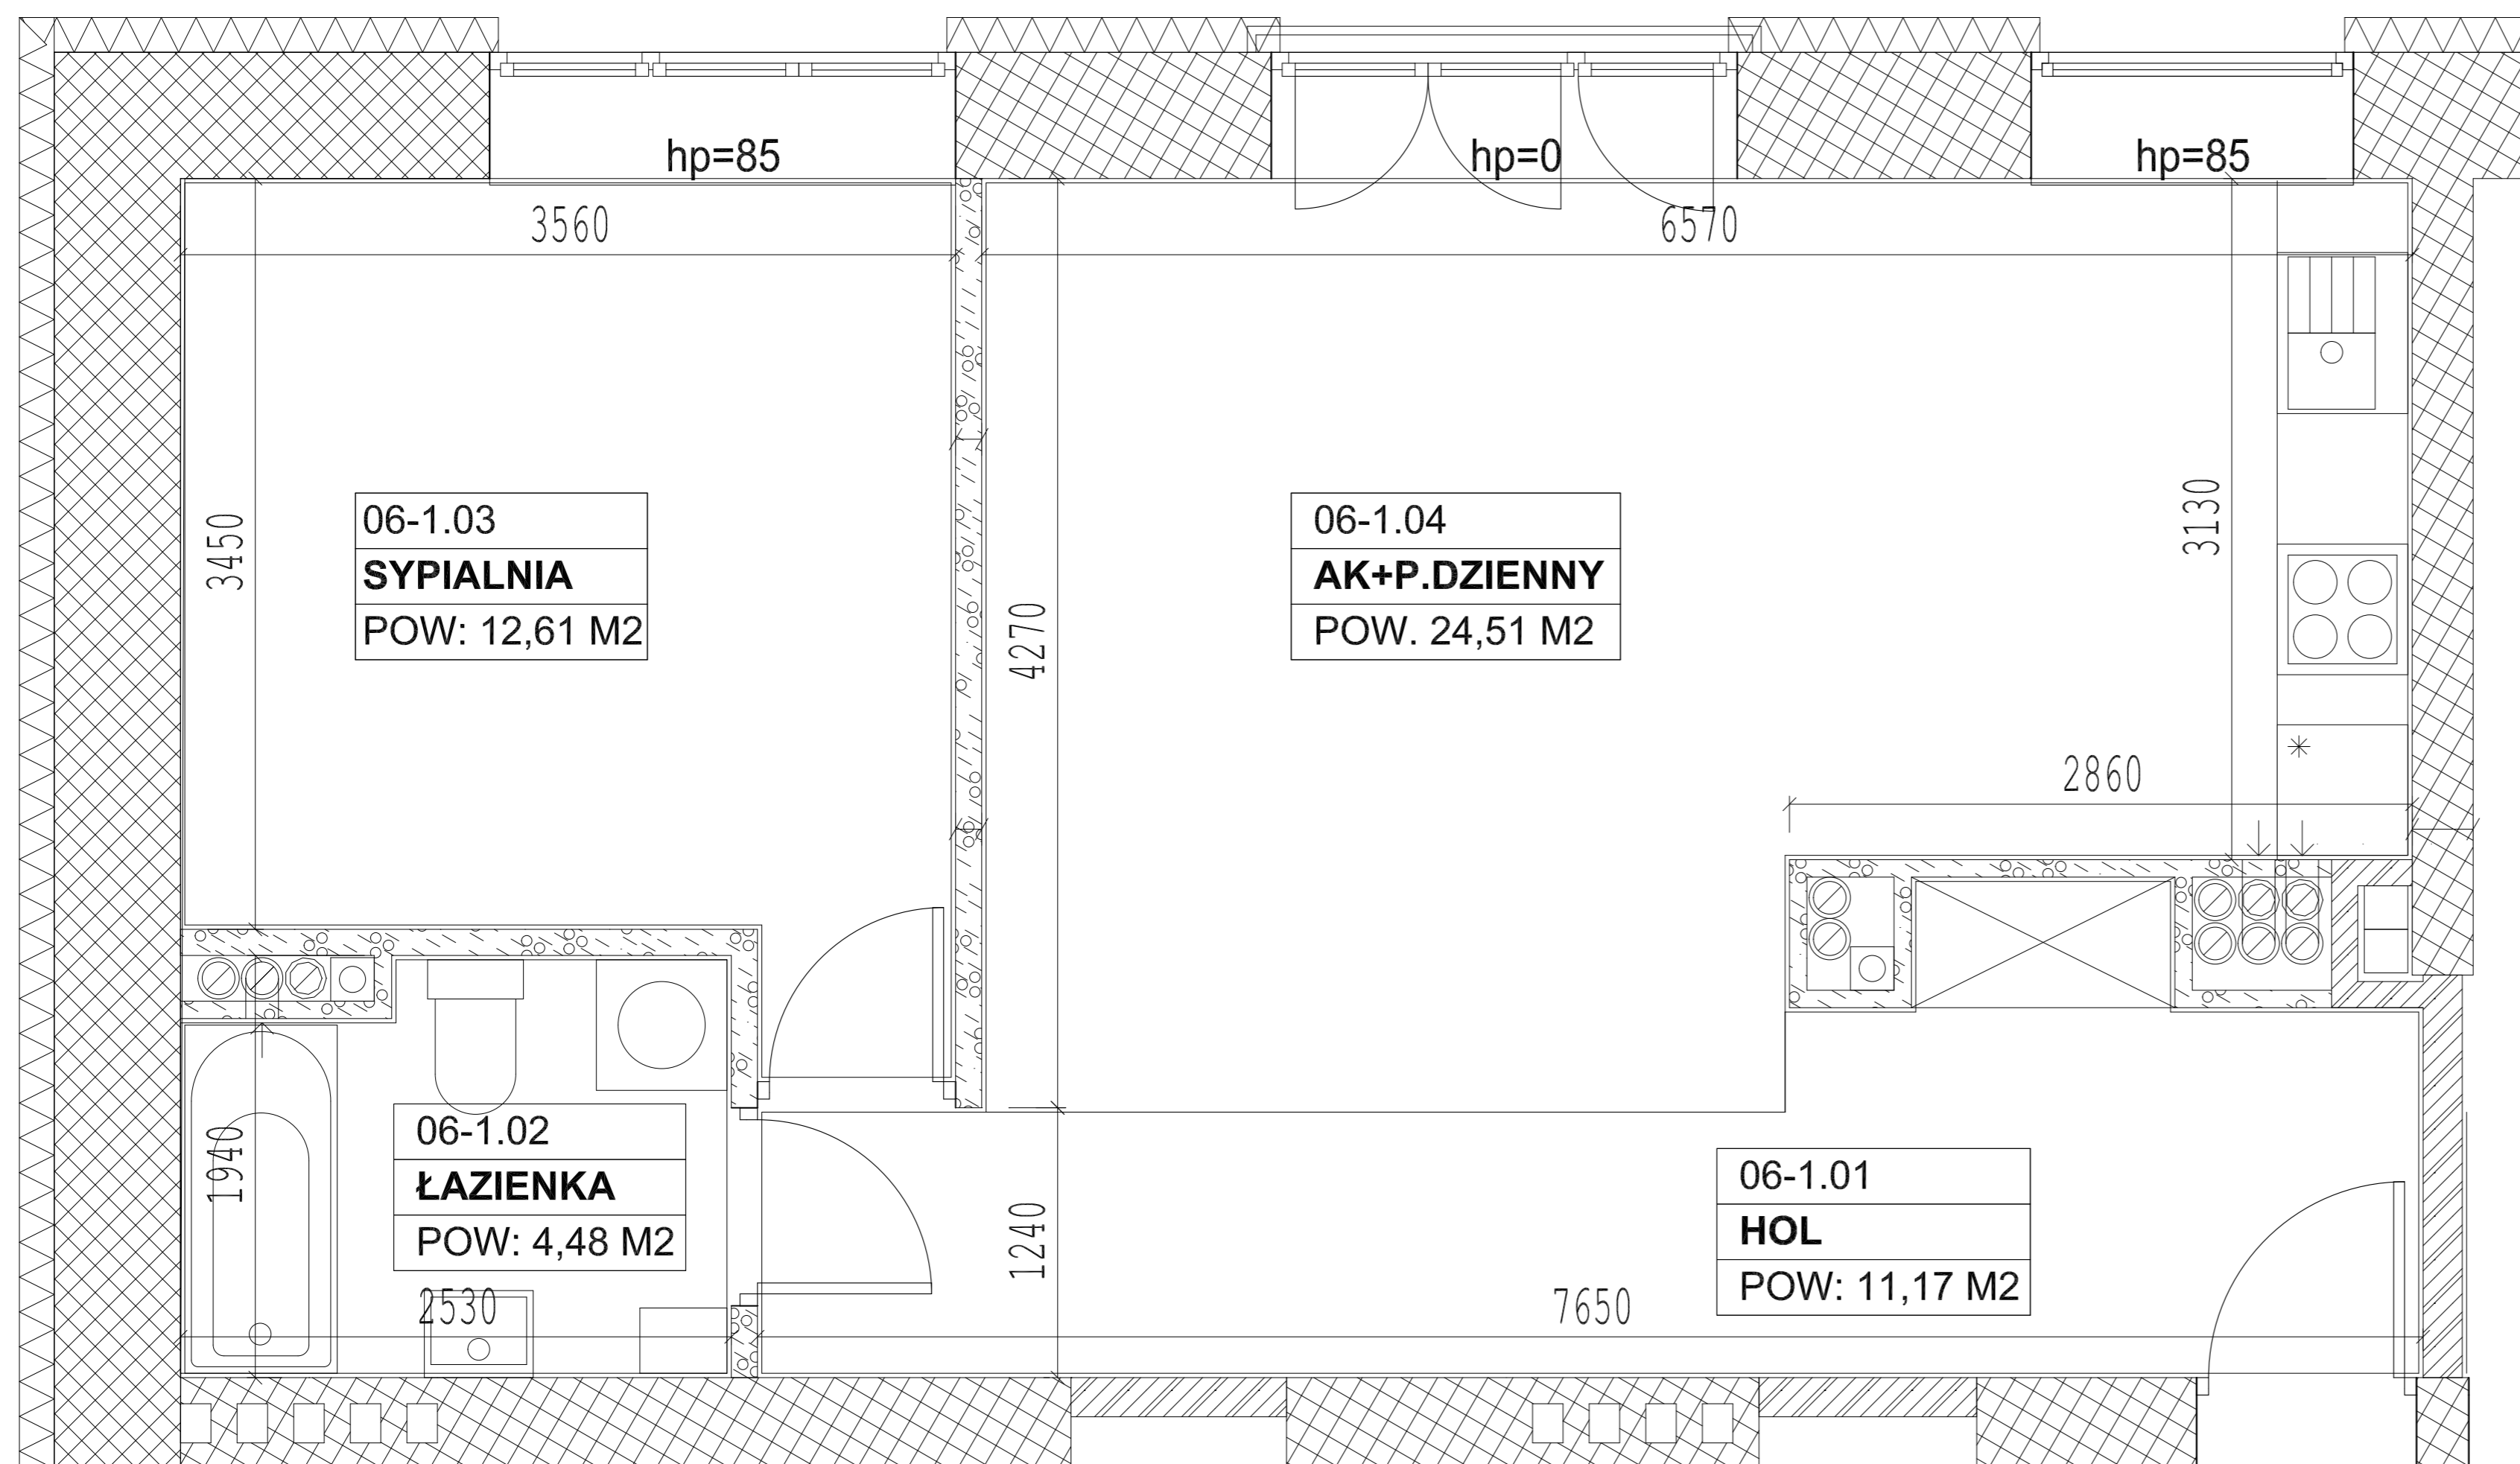 hp=85
hp=0
hp=85
3560
6570
3450
06-1.03
SYPIALNIA
POW: 12,61 M2
4270
06-1.04
AK+P.DZIENNY
POW. 24,51 M2
3130
2860
1940
06-1.02
ŁAZIENKA
POW: 4,48 M2
2530
1240
06-1.01
HOL
POW: 11,17 M2
7650